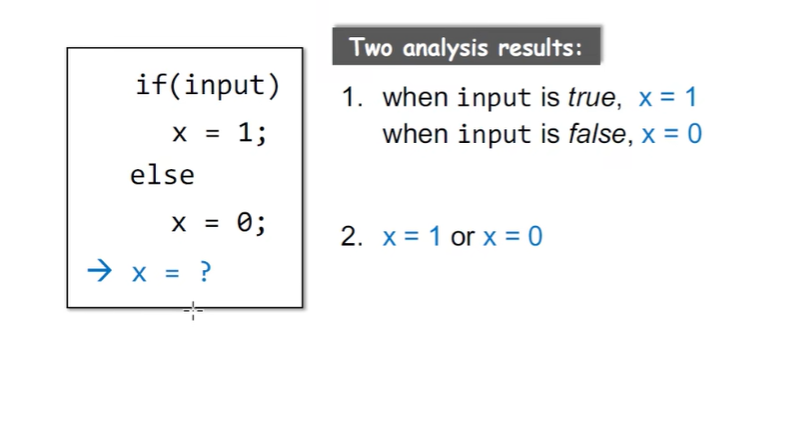 if(input)
x = 1;
else
x = 0;
→ x = ?
Two analysis results:
1. when input is true, x = 1
when input is false, x = 0
2. x = 1 or x = 0